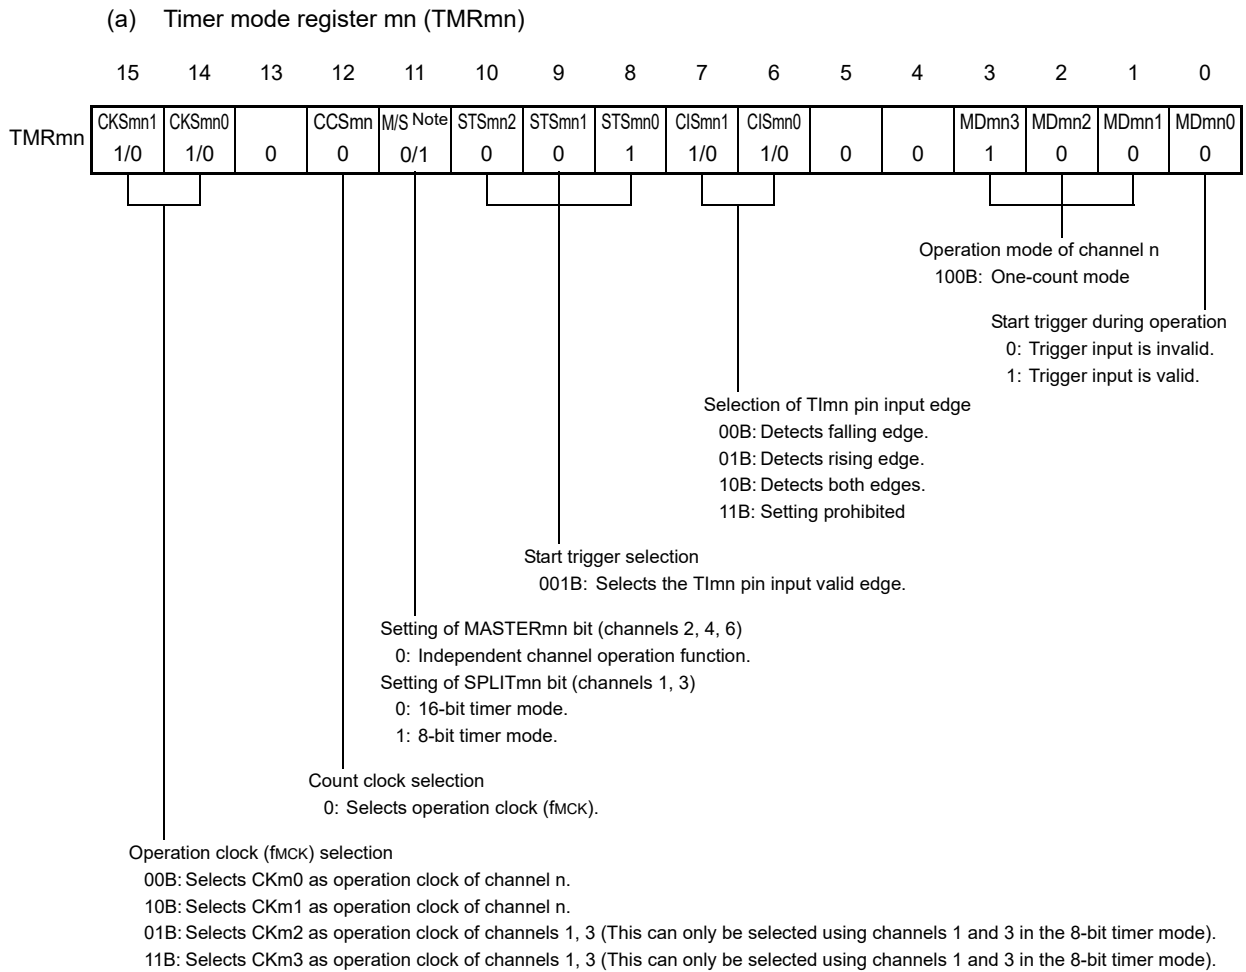 (a) Timer mode register mn (TMRmn)
15 14 13 12 11 10 9 8 7 6 5 4 3 2 1 0
TMRmn
CKSmn1 CKSmn0 CCSmn M/S Note STSmn2 STSmn1 STSmn0 CISmn1 CISmn0 MDmn3 MDmn2 MDmn1 MDmn0
1/0 1/0 0 0 0/1 0 0 1 1/0 1/0 0 0 1 0 0 0
Operation mode of channel n
100B: One-count mode
Start trigger during operation
0: Trigger input is invalid.
1: Trigger input is valid.
Selection of TImn pin input edge
00B: Detects falling edge.
01B: Detects rising edge.
10B: Detects both edges.
11B: Setting prohibited
Start trigger selection
001B: Selects the TImn pin input valid edge.
Setting of MASTERmn bit (channels 2, 4, 6)
0: Independent channel operation function.
Setting of SPLITmn bit (channels 1, 3)
0: 16-bit timer mode.
1: 8-bit timer mode.
Count clock selection
0: Selects operation clock (fMCK).
Operation clock (fMCK) selection
00B: Selects CKm0 as operation clock of channel n.
10B: Selects CKm1 as operation clock of channel n.
01B: Selects CKm2 as operation clock of channels 1, 3 (This can only be selected using channels 1 and 3 in the 8-bit timer mode).
11B: Selects CKm3 as operation clock of channels 1, 3 (This can only be selected using channels 1 and 3 in the 8-bit timer mode).